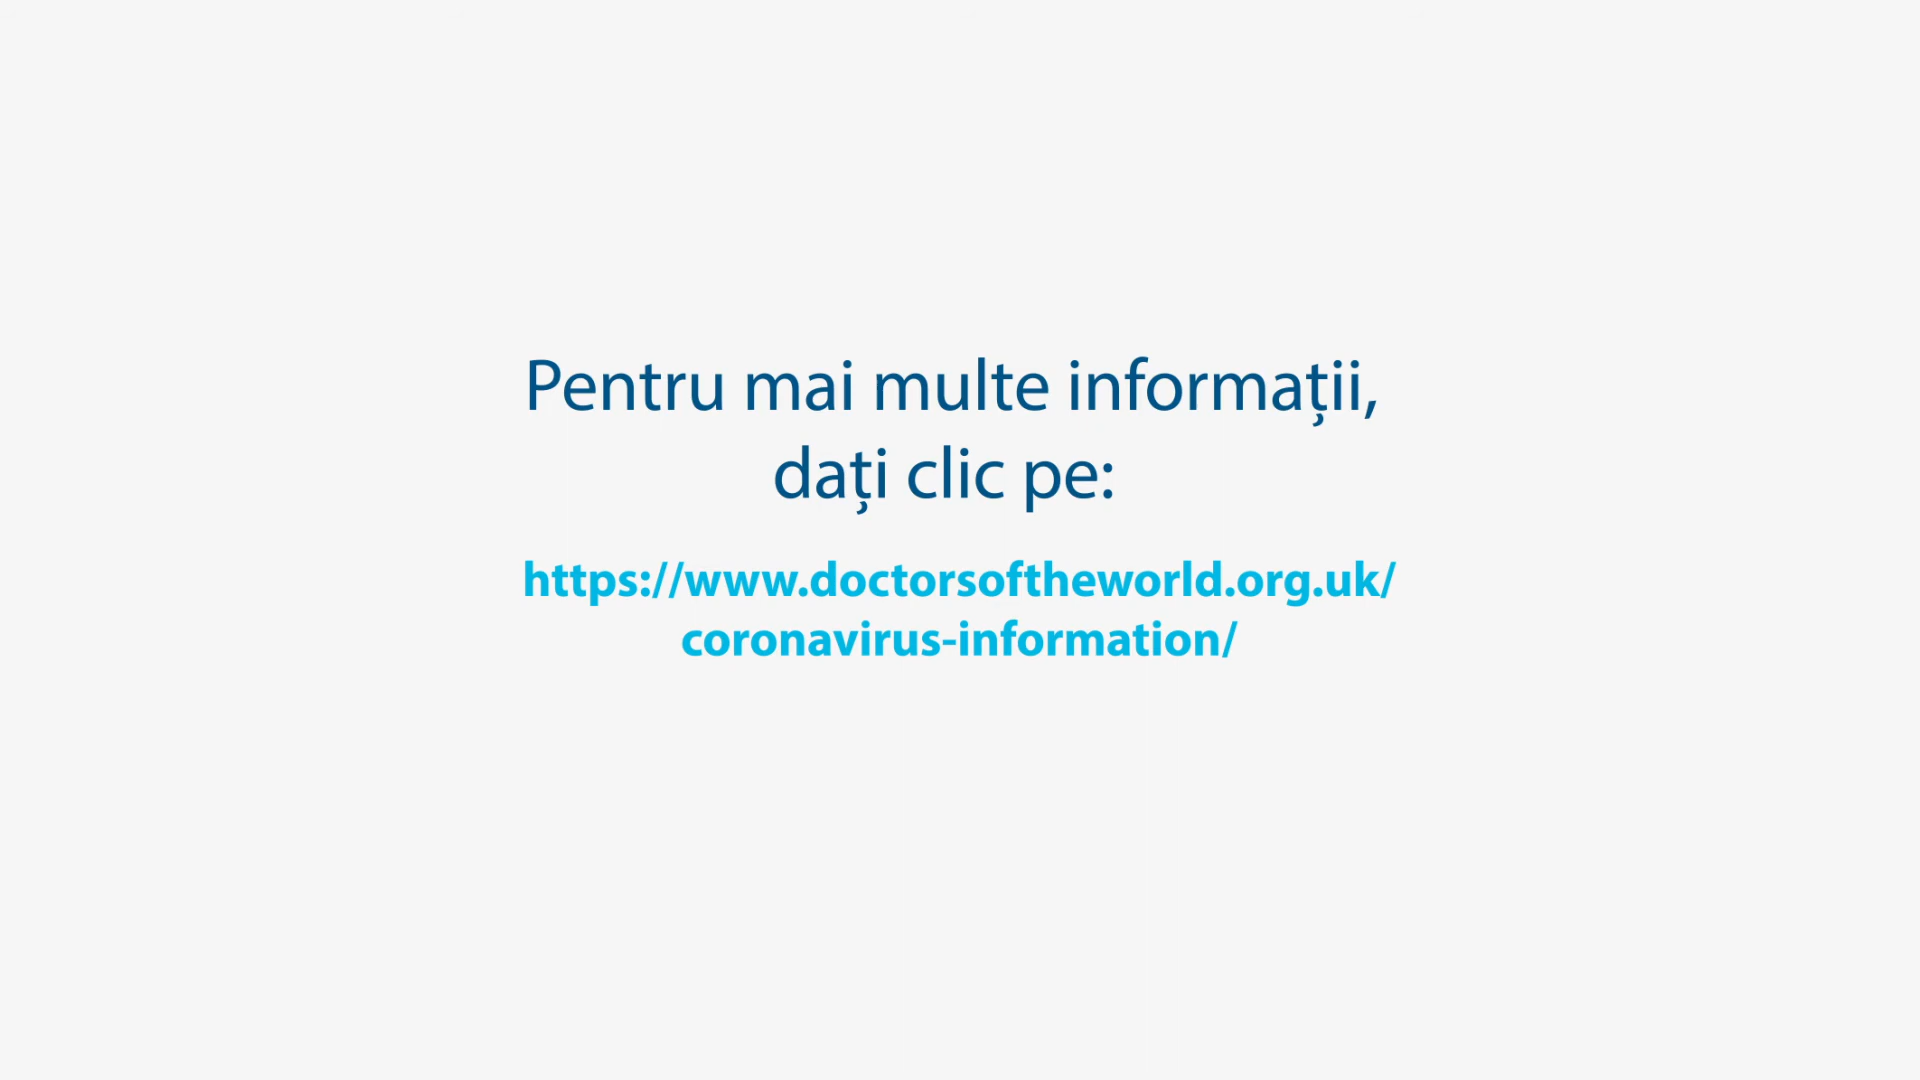 Pentru mai multe informații,
dați clic pe:
https://www.doctorsoftheworld.org.uk/
coronavirus-information/